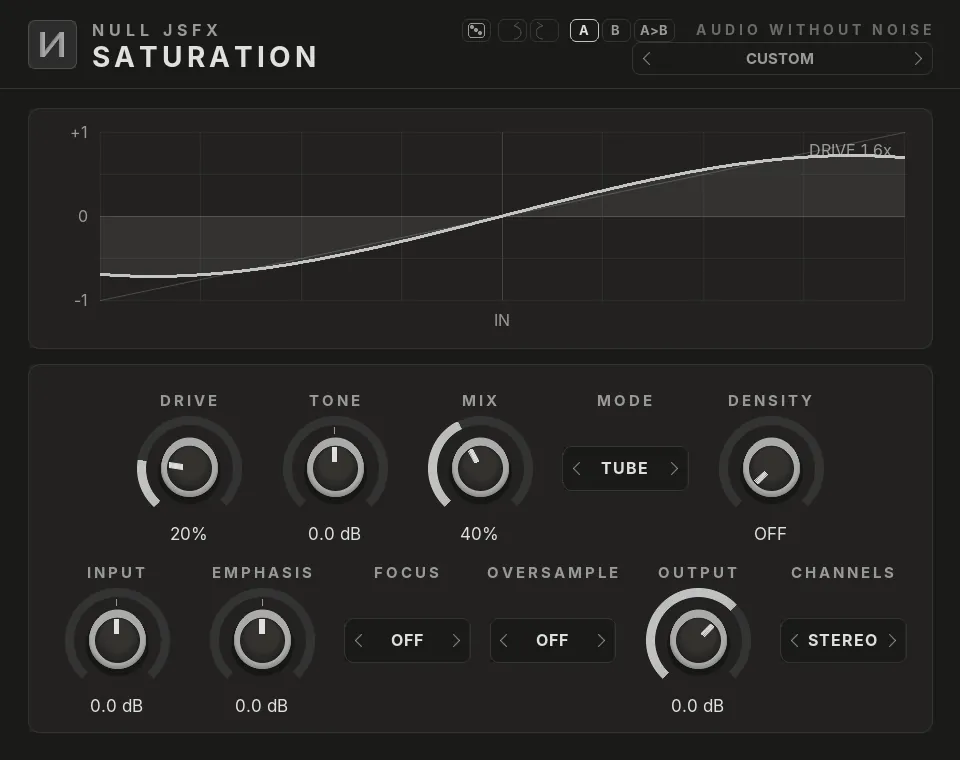 NULL JSFX
SATURATION
A B A>B AUDIO WITHOUT NOISE
CUSTOM
+1
DRIVE 1.6x
0
-1
IN
DRIVE TONE MIX MODE DENSITY
TUBE
20% 0.0 dB 40% OFF
INPUT EMPHASIS FOCUS OVERSAMPLE OUTPUT CHANNELS
OFF OFF STEREO
0.0 dB 0.0 dB 0.0 dB